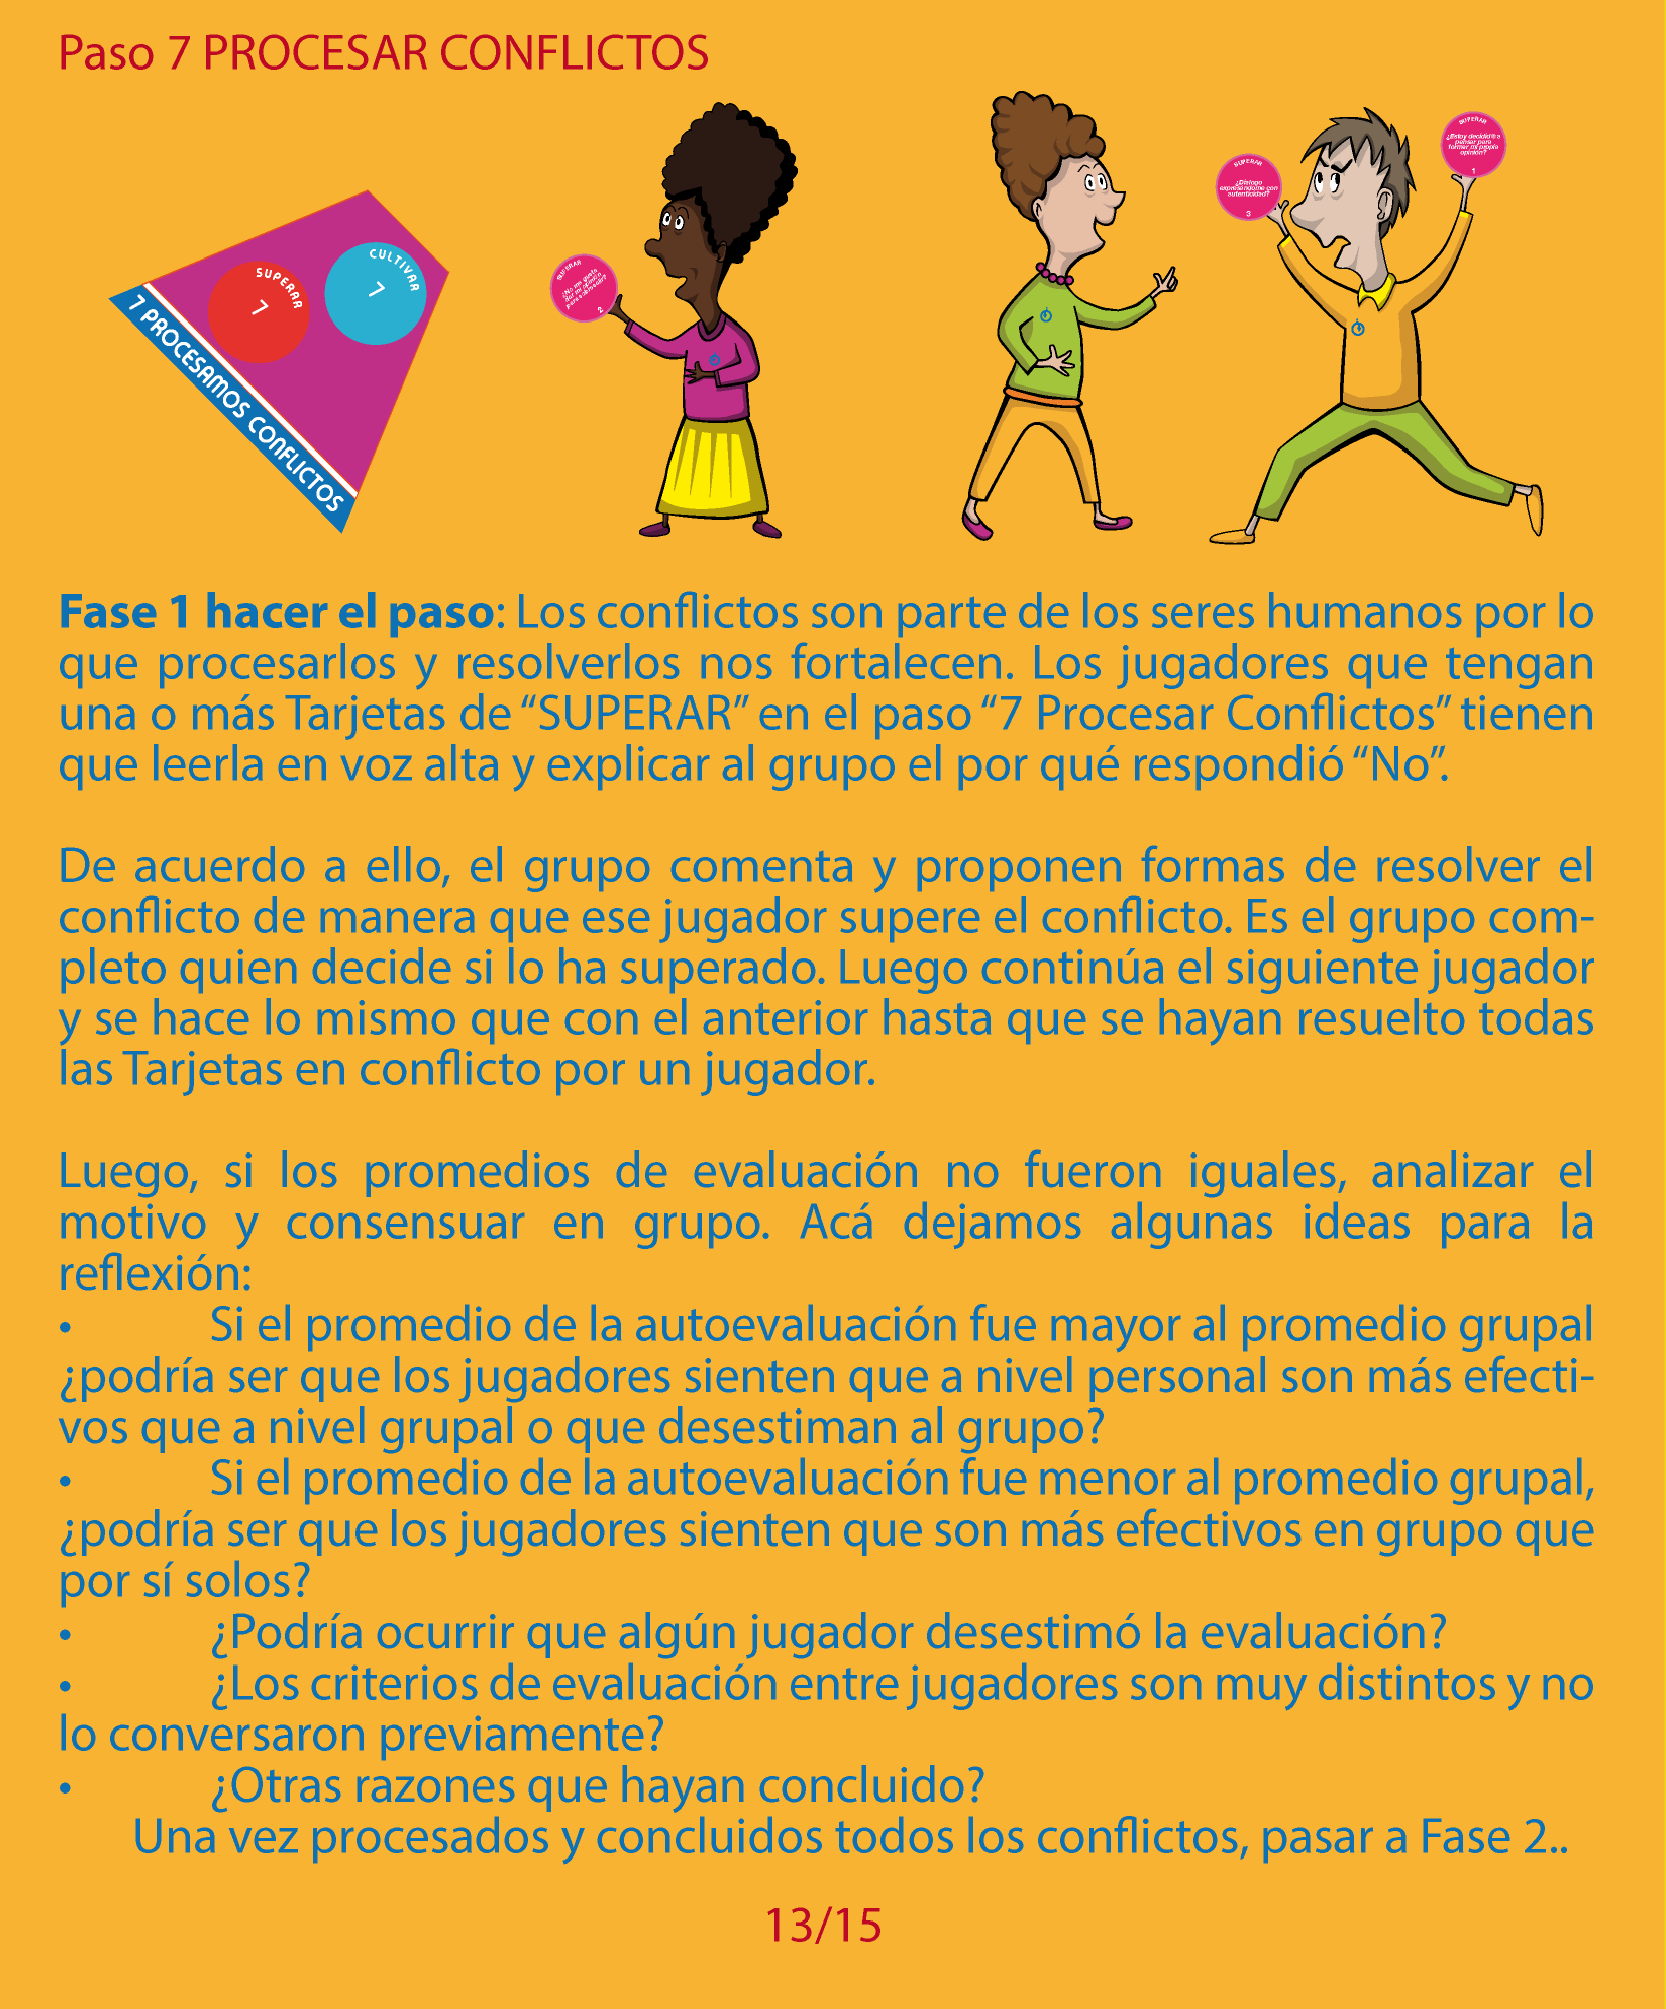 Paso 7 PROCESAR CONFLICTOS
SUPERAR
7
CULTIVAR
7
7 PROCESAMOS CONFLICTOS
SUPERAR
¿No me gusta
dar mi opinión
2
SUPERAR
¿Dialogo
expresándome con
autenticidad?
3
SUPERAR
¿Estoy decidid@ a
pensar para
formar mi propia
opinión?
1
Fase 1 hacer el paso: Los conflictos son parte de los seres humanos por lo
que procesarlos y resolverlos nos fortalecen. Los jugadores que tengan
una o más Tarjetas de “SUPERAR” en el paso “7 Procesar Conflictos” tienen
que leerla en voz alta y explicar al grupo el por qué respondió “No”.
De acuerdo a ello, el grupo comenta y proponen formas de resolver el
conflicto de manera que ese jugador supere el conflicto. Es el grupo com-
pleto quien decide si lo ha superado. Luego continúa el siguiente jugador
y se hace lo mismo que con el anterior hasta que se hayan resuelto todas
las Tarjetas en conflicto por un jugador.
Luego, si los promedios de evaluación no fueron iguales, analizar el
motivo y consensuar en grupo. Acá dejamos algunas ideas para la
reflexión:
• Si el promedio de la autoevaluación fue mayor al promedio grupal
¿podría ser que los jugadores sienten que a nivel personal son más efecti-
vos que a nivel grupal o que desestiman al grupo?
• Si el promedio de la autoevaluación fue menor al promedio grupal,
¿podría ser que los jugadores sienten que son más efectivos en grupo que
por sí solos?
• ¿Podría ocurrir que algún jugador desestimó la evaluación?
• ¿Los criterios de evaluación entre jugadores son muy distintos y no
lo conversaron previamente?
• ¿Otras razones que hayan concluido?
Una vez procesados y concluidos todos los conflictos, pasar a Fase 2..
13/15